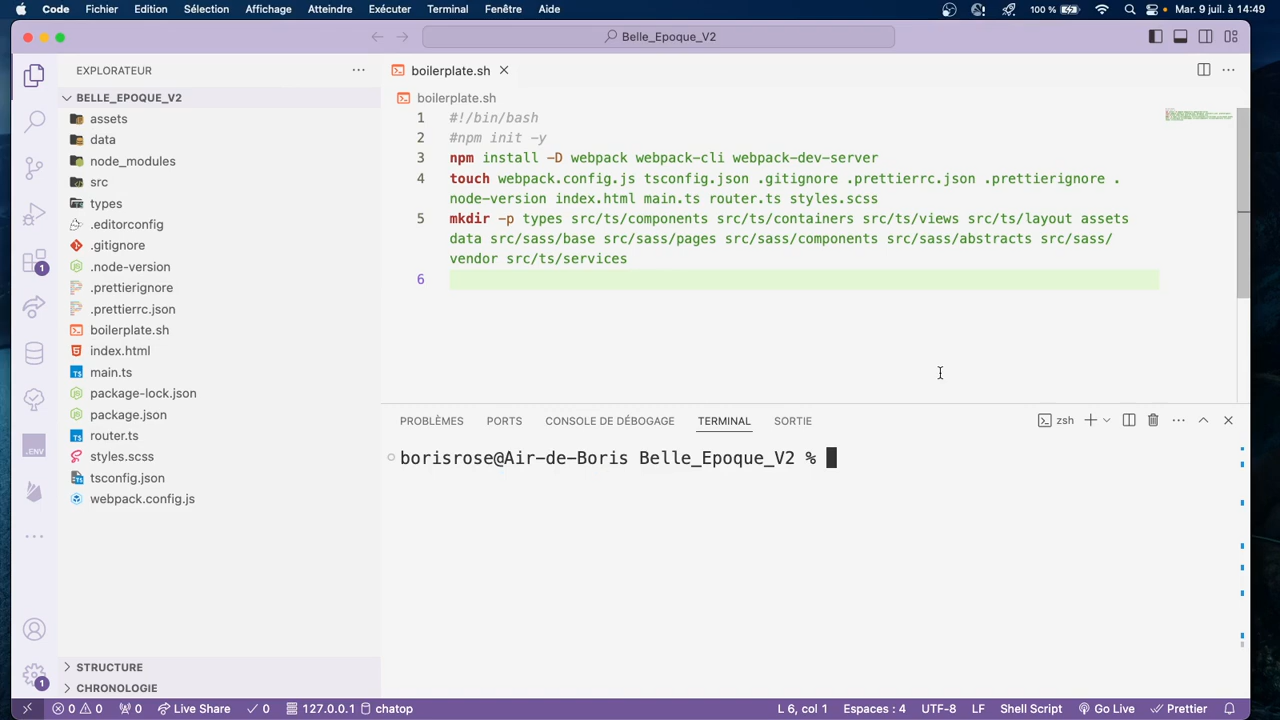 Code Fichier Edition Sélection Affichage Atteindre Exécuter Terminal Fenêtre Aide 100 % Mar. 9 juil. à 14:49
Belle_Epoque_V2
EXPLORATEUR
BELLE_EPOQUE_V2
assets
data
node_modules
src
types
.editorconfig
.gitignore
.node-version
.prettierignore
.prettierrc.json
boilerplate.sh
index.html
main.ts
package-lock.json
package.json
router.ts
styles.scss
tsconfig.json
webpack.config.js
STRUCTURE
CHRONOLOGIE
1
.ENV
1
boilerplate.sh
boilerplate.sh
1 #!/bin/bash
2 #npm init -y
3 npm install -D webpack webpack-cli webpack-dev-server
4 touch webpack.config.js tsconfig.json .gitignore .prettierrc.json .prettierignore .
node-version index.html main.ts router.ts styles.scss
5 mkdir -p types src/ts/components src/ts/containers src/ts/views src/ts/layout assets
data src/sass/base src/sass/pages src/sass/components src/sass/abstracts src/sass/
vendor src/ts/services
6
PROBLÈMES PORTS CONSOLE DE DÉBOGAGE TERMINAL SORTIE zsh
borisrose@Air-de-Boris Belle_Epoque_V2 %
0 0 0 Live Share 0 127.0.0.1 chatop L 6, col 1 Espaces : 4 UTF-8 LF Shell Script Go Live Prettier